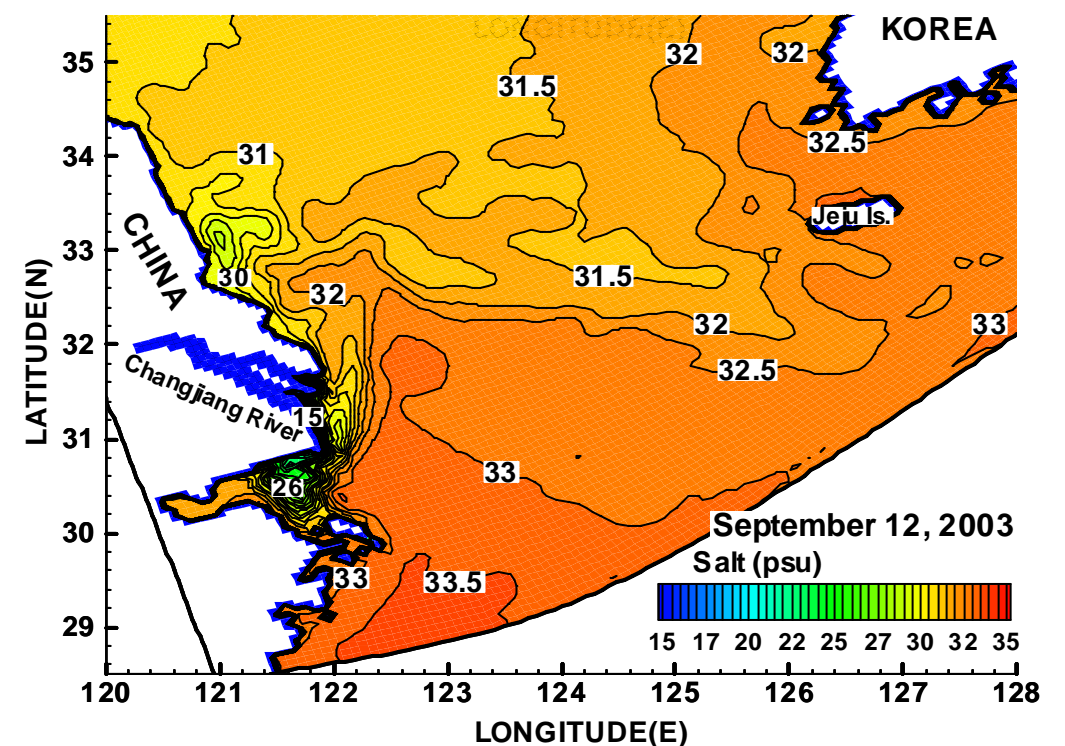 LONGITUDE(E)
KOREA
35
32
32
31.5
34
31
32.5
CHINA
Jeju Is.
33
30
32
31.5
LATITUDE(N)
32
32
33
32.5
Changjiang River
15
31
33
26
30
September 12, 2003
Salt (psu)
33
33.5
29
15 17 20 22 25 27 30 32 35
120 121 122 123 124 125 126 127 128
LONGITUDE(E)